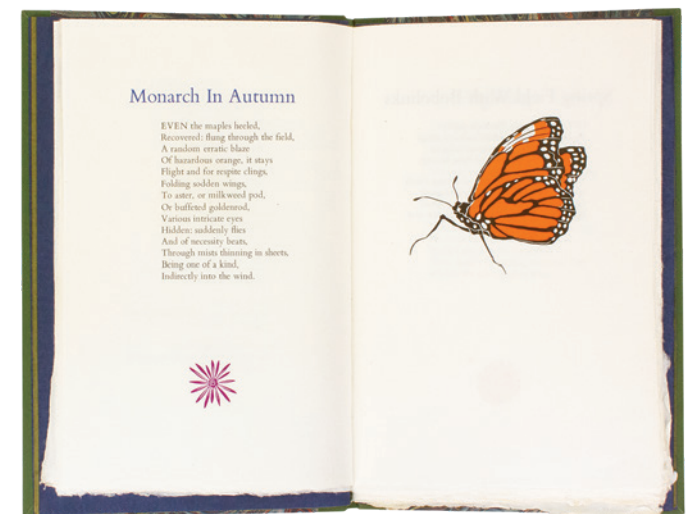 Monarch In Autumn
EVEN the maples heeled,
Recovered: flung through the field,
A random erratic blaze
Of hazardous orange, it stays
Flight and for respite clings,
Folding sodden wings,
To aster, or milkweed pod,
Or buffeted goldenrod,
Various intricate eyes
Hidden: suddenly flies
And of necessity beats,
Through mists thinning in sheets,
Being one of a kind,
Indirectly into the wind.